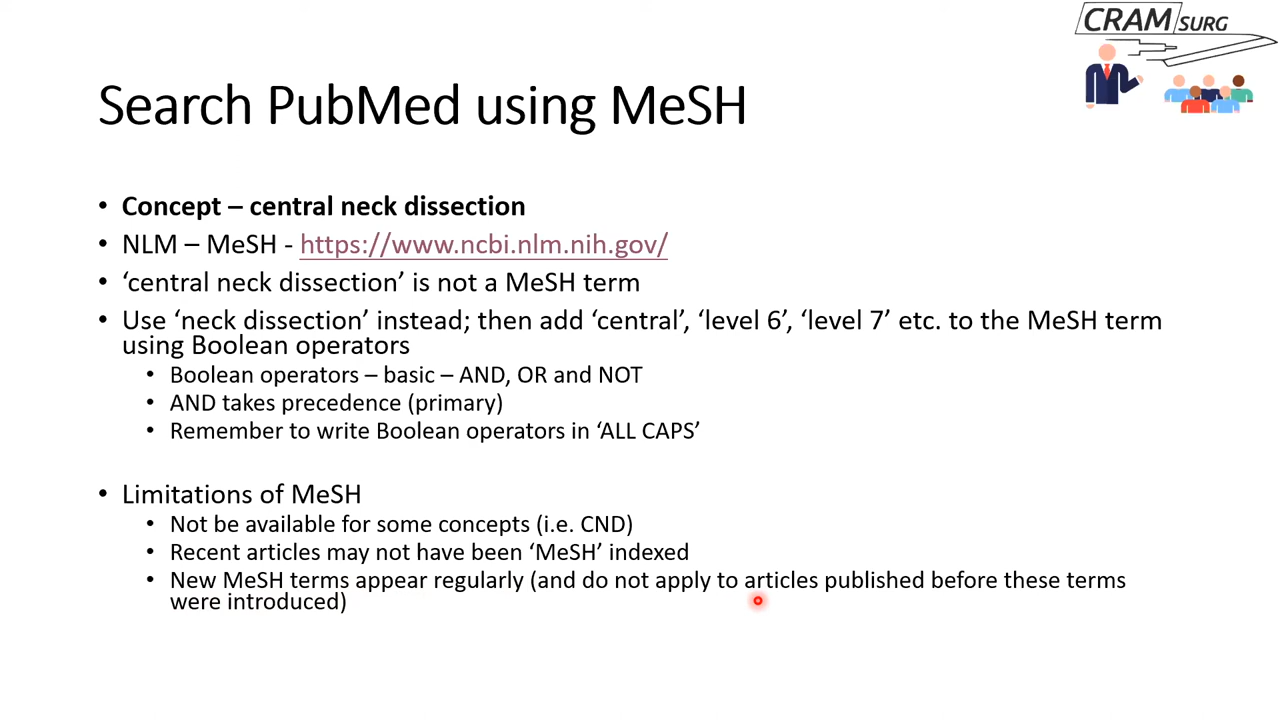 CRAM SURG
Search PubMed using MeSH
• Concept – central neck dissection
• NLM – MeSH - https://www.ncbi.nlm.nih.gov/
• ‘central neck dissection’ is not a MeSH term
• Use ‘neck dissection’ instead; then add ‘central’, ‘level 6’, ‘level 7’ etc. to the MeSH term
using Boolean operators
• Boolean operators – basic – AND, OR and NOT
• AND takes precedence (primary)
• Remember to write Boolean operators in ‘ALL CAPS’
• Limitations of MeSH
• Not be available for some concepts (i.e. CND)
• Recent articles may not have been ‘MeSH’ indexed
• New MeSH terms appear regularly (and do not apply to articles published before these terms
were introduced)